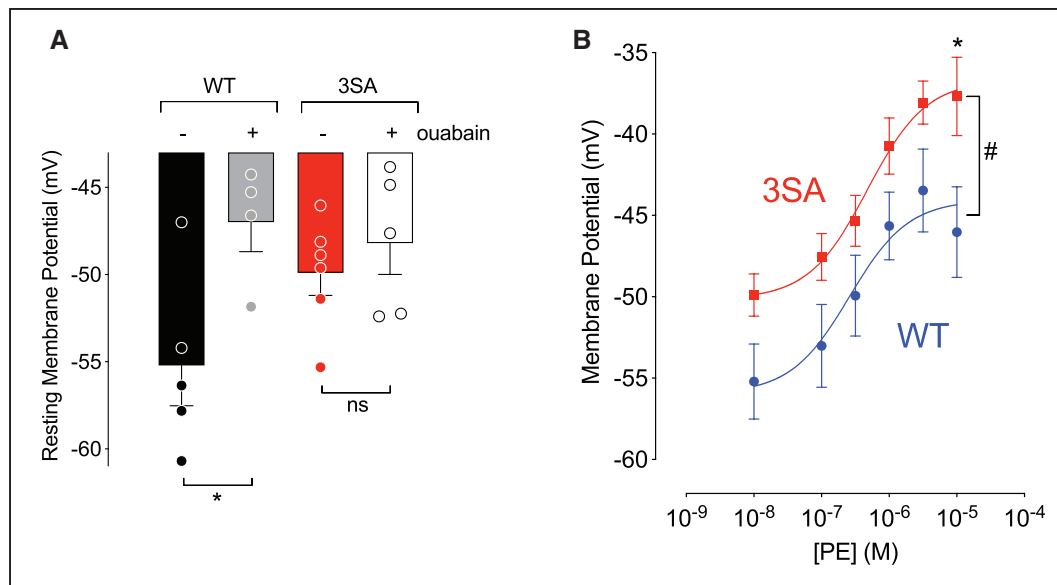 A
WT 3SA
- + - + ouabain
Resting Membrane Potential (mV)
-45
-50
-55
-60
*
ns
B
Membrane Potential (mV)
-35
-40
-45
-50
-55
-60
*
#
3SA
WT
10-9 10-8 10-7 10-6 10-5 10-4
[PE] (M)